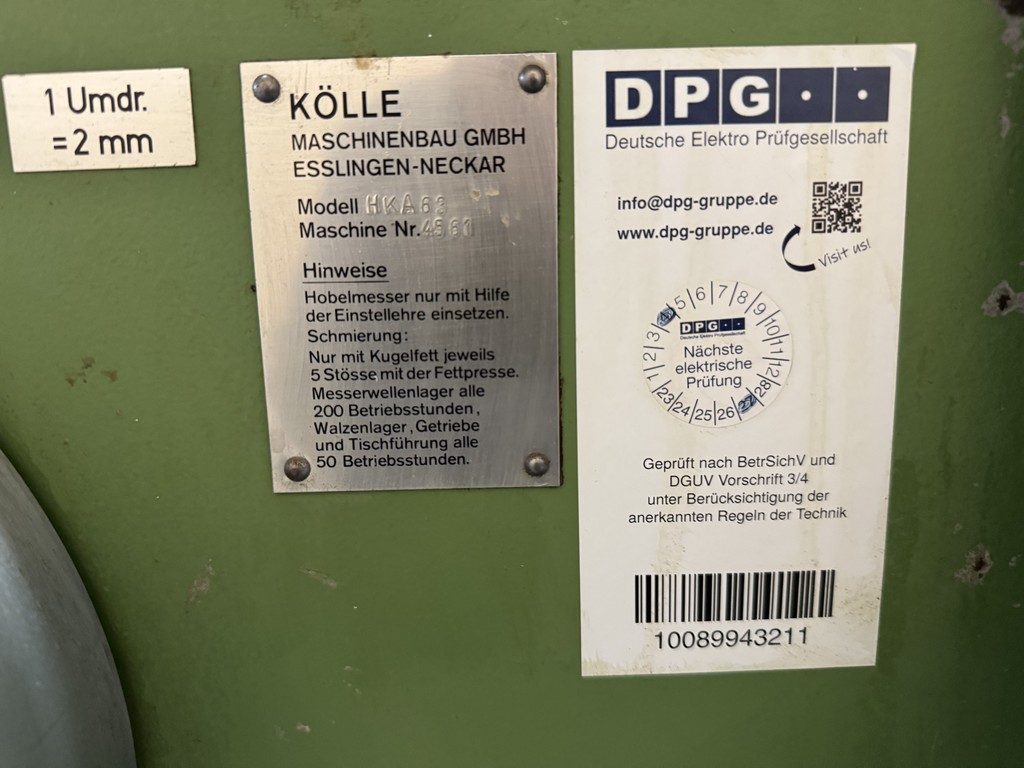 1 Umdr.
= 2 mm
KÖLLE
MASCHINENBAU GMBH
ESSLINGEN-NECKAR
Modell HKA63
Maschine Nr. 4561
Hinweise
Hobelmesser nur mit Hilfe
der Einstellehre einsetzen.
Schmierung:
Nur mit Kugelfett jeweils
5 Stösse mit der Fettpresse.
Messerwellenlager alle
200 Betriebsstunden,
Walzenlager, Getriebe
und Tischführung alle
50 Betriebsstunden.
DPG··
Deutsche Elektro Prüfgesellschaft
info@dpg-gruppe.de
www.dpg-gruppe.de
Visit us!
1 2 3 4 5 6 7 8 9 10 11 12
DPG··
Deutsche Elektro Prüfgesellschaft
Nächste
elektrische
Prüfung
23 24 25 26 27 28
Geprüft nach BetrSichV und
DGUV Vorschrift 3/4
unter Berücksichtigung der
anerkannten Regeln der Technik
10089943211